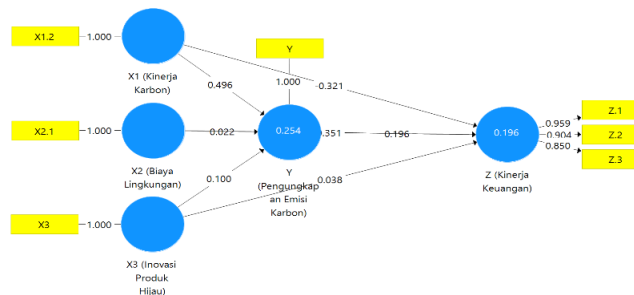 X1.2
1.000
X1 (Kinerja
Karbon)
Y
1.000
-0.321
0.496
X2.1
1.000
X2 (Biaya
Lingkungan)
0.022
0.254
.351
0.196
Y
(Pengungkap
an Emisi
Karbon)
0.196
Z (Kinerja
Keuangan)
0.959
0.904
0.850
Z.1
Z.2
Z.3
0.100
0.038
X3
1.000
X3 (Inovasi
Produk
Hijau)